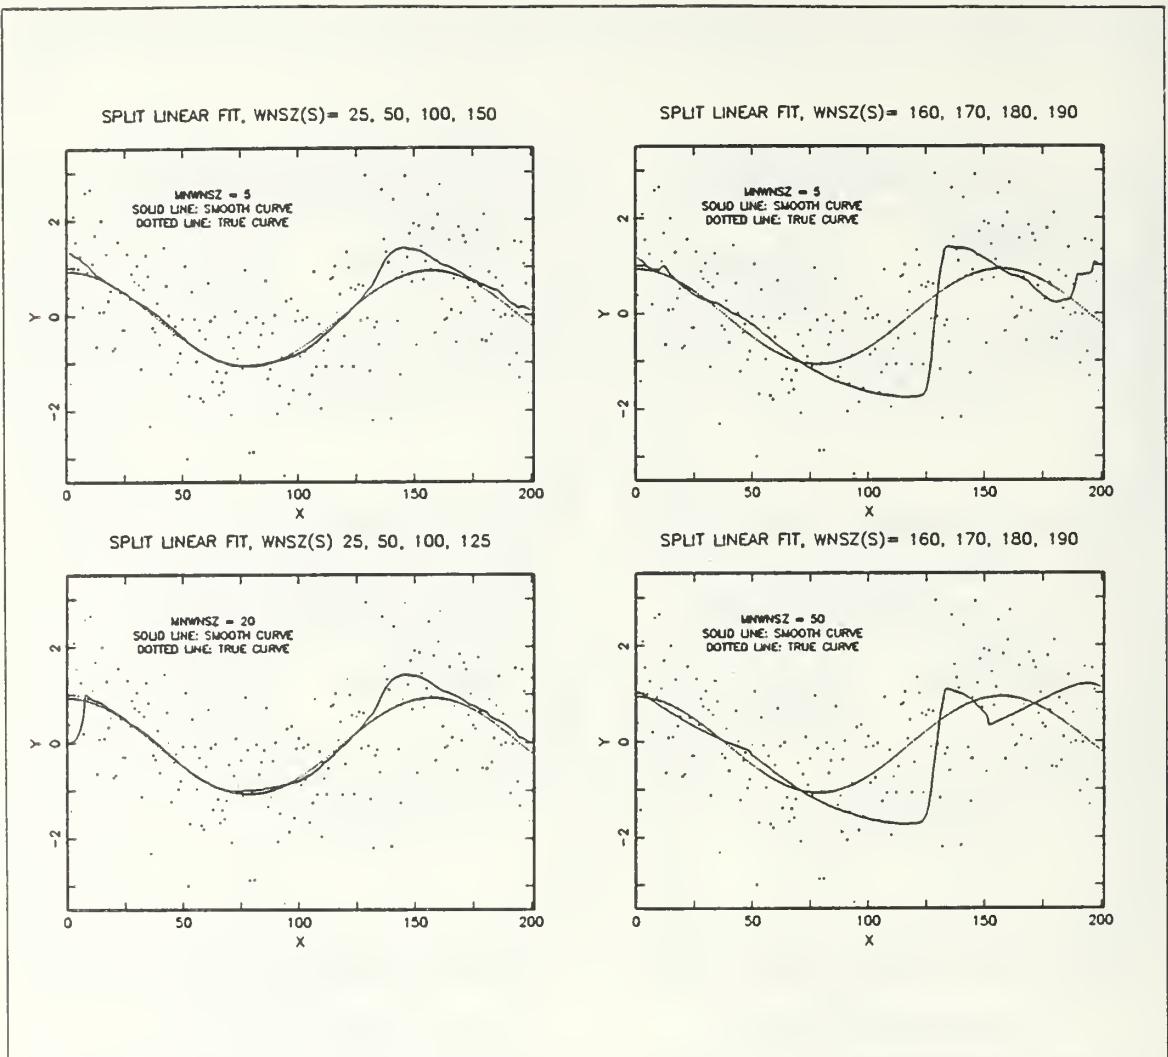 SPLIT LINEAR FIT, WNSZ(S)= 25, 50, 100, 150
MNWNSZ = 5
SOLID LINE: SMOOTH CURVE
DOTTED LINE: TRUE CURVE
Y
2
0
-2
0 50 100 150 200
X
SPLIT LINEAR FIT, WNSZ(S)= 160, 170, 180, 190
MNWNSZ = 5
SOLID LINE: SMOOTH CURVE
DOTTED LINE: TRUE CURVE
Y
2
0
-2
0 50 100 150 200
X
SPLIT LINEAR FIT, WNSZ(S) 25, 50, 100, 125
MNWNSZ = 20
SOLID LINE: SMOOTH CURVE
DOTTED LINE: TRUE CURVE
Y
2
0
-2
0 50 100 150 200
X
SPLIT LINEAR FIT, WNSZ(S)= 160, 170, 180, 190
MNWNSZ = 50
SOLID LINE: SMOOTH CURVE
DOTTED LINE: TRUE CURVE
Y
2
0
-2
0 50 100 150 200
X